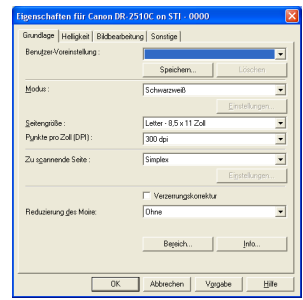 Eigenschaften für Canon DR-2510C on STI - 0000
Grundlage Helligkeit Bildbearbeitung Sonstige
Benutzer-Voreinstellung :
Speichern... Löschen
Modus : Schwarzweiß
Einstellungen...
Seitengröße : Letter - 8,5 x 11 Zoll
Punkte pro Zoll (DPI) : 300 dpi
Zu scannende Seite : Simplex
Einstellungen...
Verzerrungskorrektur
Reduzierung des Moire: Ohne
Bereich... Info...
OK Abbrechen Vorgabe Hilfe